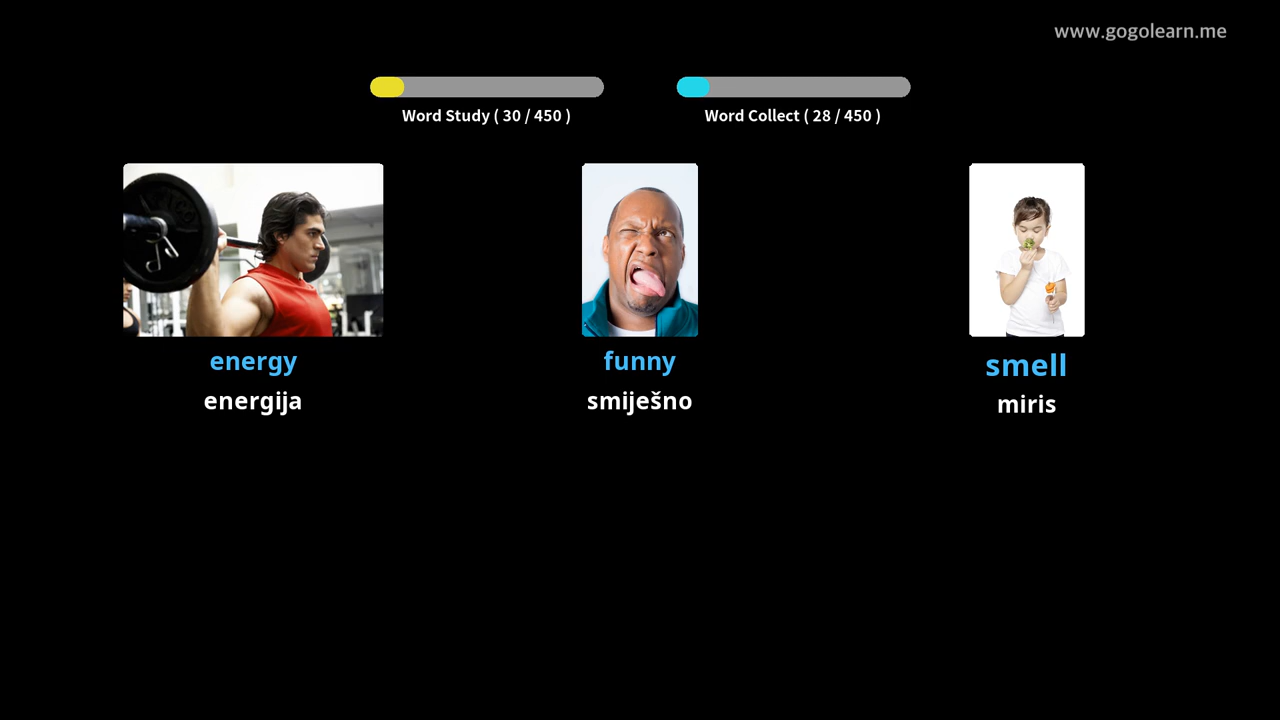 www.gogolearn.me
Word Study ( 30 / 450 )
Word Collect ( 28 / 450 )
energy
energija
funny
smiješno
smell
miris